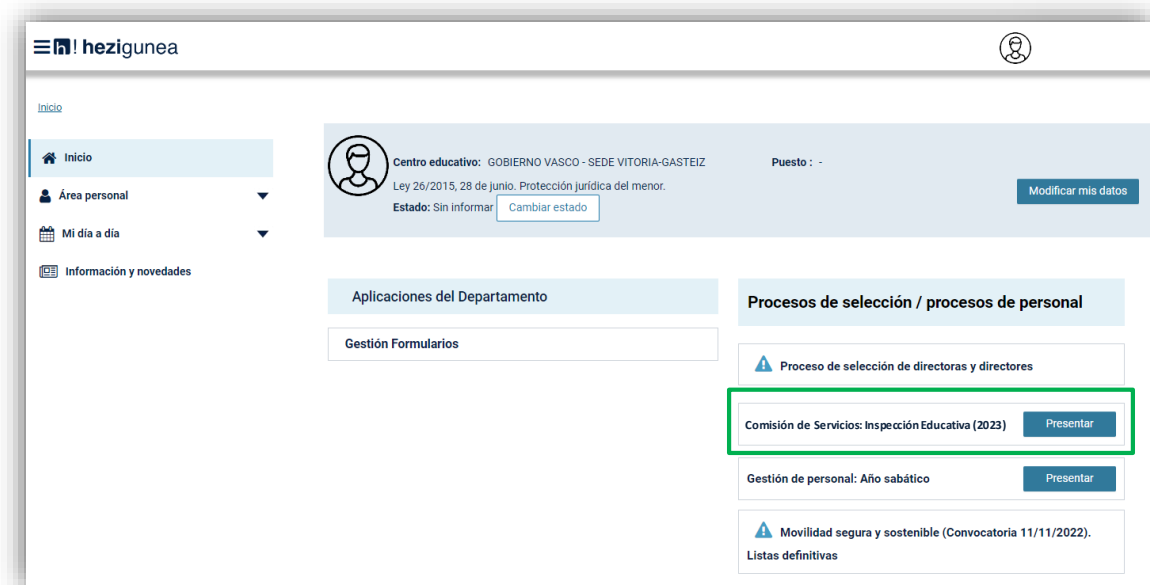 h! hezigunea
Inicio
Inicio
Área personal
Mi día a día
Información y novedades
Centro educativo: GOBIERNO VASCO - SEDE VITORIA-GASTEIZ
Puesto : -
Ley 26/2015, 28 de junio. Protección jurídica del menor.
Estado: Sin informar
Cambiar estado
Modificar mis datos
Aplicaciones del Departamento
Gestión Formularios
Procesos de selección / procesos de personal
Proceso de selección de directoras y directores
Comisión de Servicios: Inspección Educativa (2023)
Presentar
Gestión de personal: Año sabático
Presentar
Movilidad segura y sostenible (Convocatoria 11/11/2022).
Listas definitivas